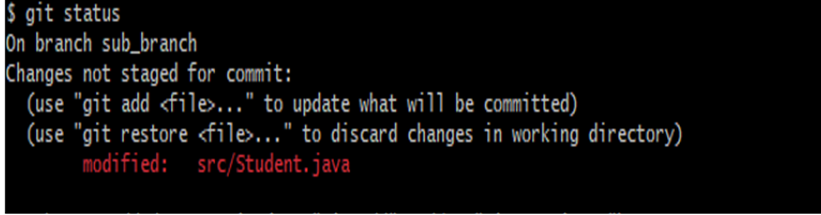 $ git status
On branch sub_branch
Changes not staged for commit:
(use "git add <file>..." to update what will be committed)
(use "git restore <file>..." to discard changes in working directory)
modified: src/Student.java